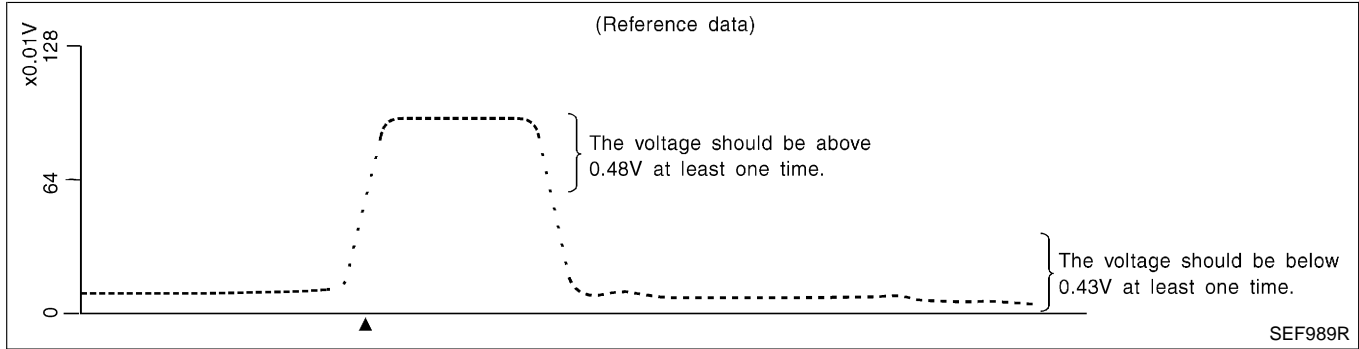 (Reference data)
x0.01V
128
64
0
The voltage should be above
0.48V at least one time.
The voltage should be below
0.43V at least one time.
SEF989R